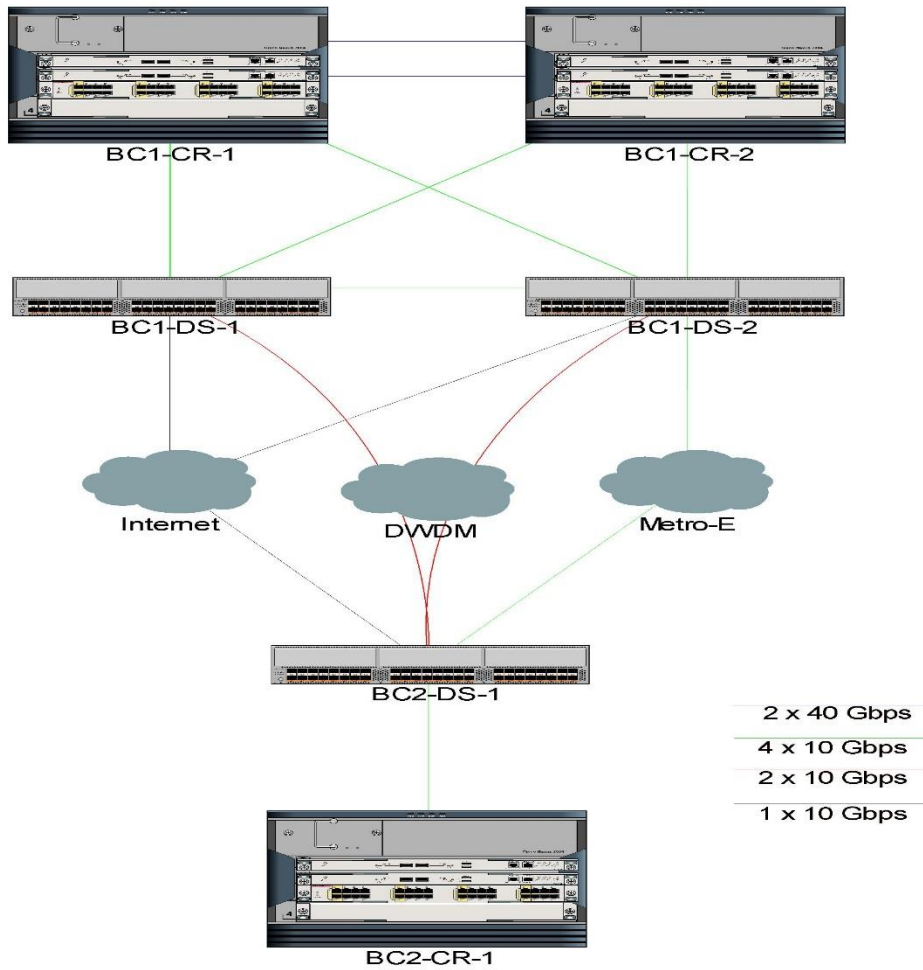 BC1-CR-1
BC1-CR-2
BC1-DS-1
BC1-DS-2
Internet
DWDM
Metro-E
BC2-DS-1
2 x 40 Gbps
4 x 10 Gbps
2 x 10 Gbps
1 x 10 Gbps
BC2-CR-1